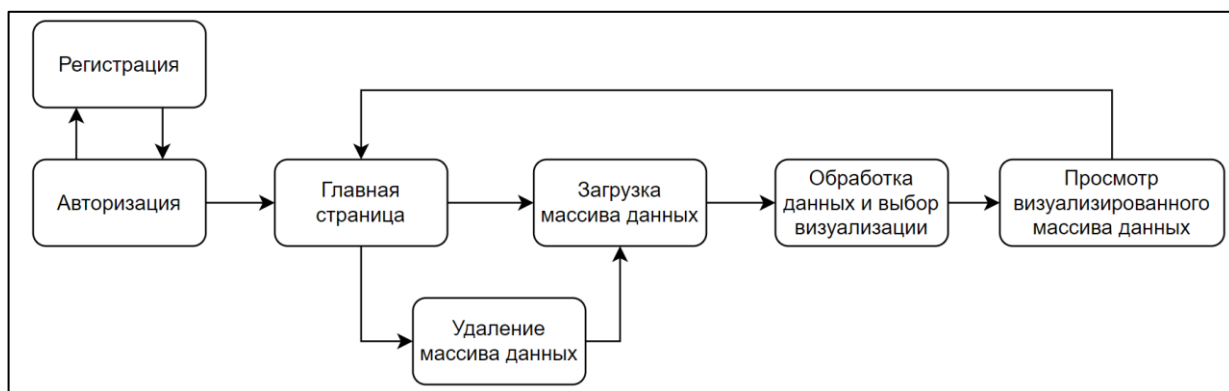 Регистрация
Авторизация
Главная
страница
Загрузка
массива данных
Обработка
данных и выбор
визуализации
Просмотр
визуализированного
массива данных
Удаление
массива данных